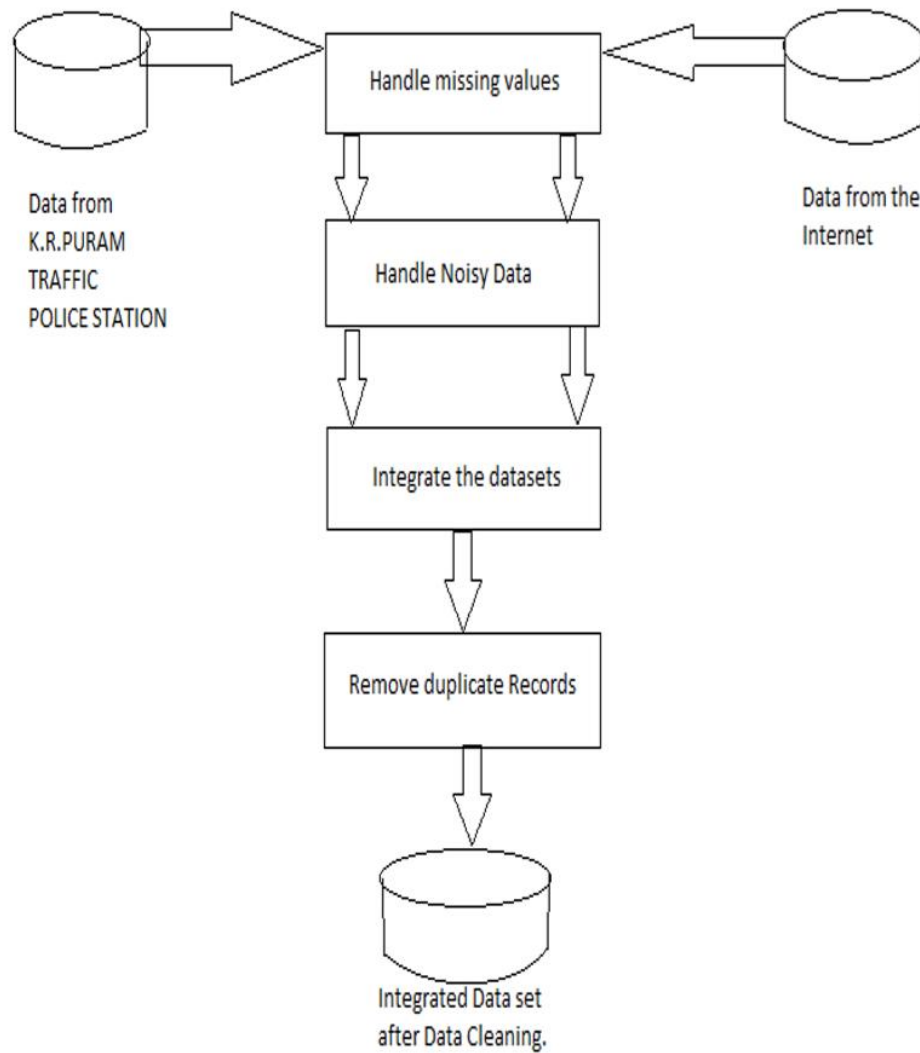 Handle missing values
Data from
K.R.PURAM
TRAFFIC
POLICE STATION
Data from the
Internet
Handle Noisy Data
Integrate the datasets
Remove duplicate Records
Integrated Data set
after Data Cleaning.